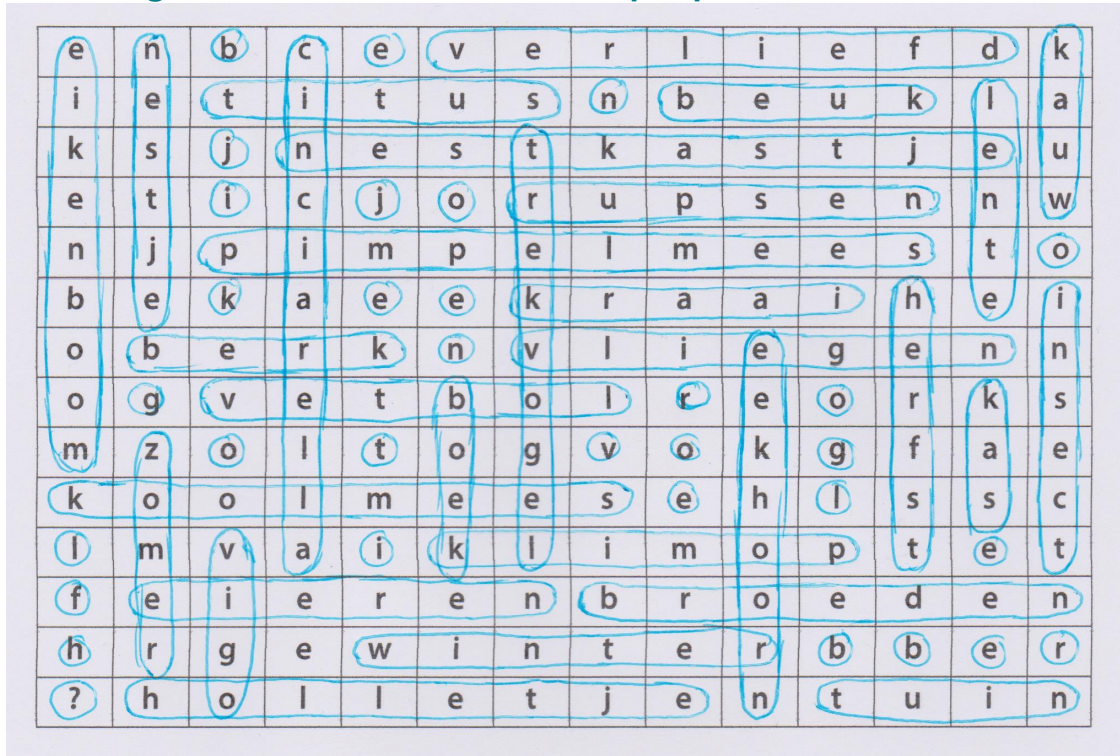 e n b c e v e r l i e f d k
i e t i t u s n b e u k l a
k s j n e s t k a s t j e u
e t i c j o r u p s e n n w
n j p i m p e l m e e s t o
b e k a e e k r a a i h e i
o b e r k n v l i e g e n n
o g v e t b o l r e o r k s
m z o l t o g v o k g f a e
k o o l m e e s e h l s s c
l m v a i k l i m o p t e t
f e i e r e n b r o e d e n
h r g e w i n t e r b b e r
? h o l l e t j e n t u i n